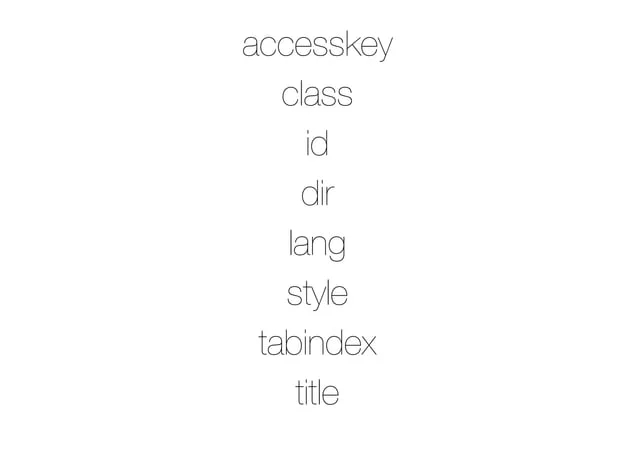 accesskey
class
id
dir
lang
style
tabindex
title